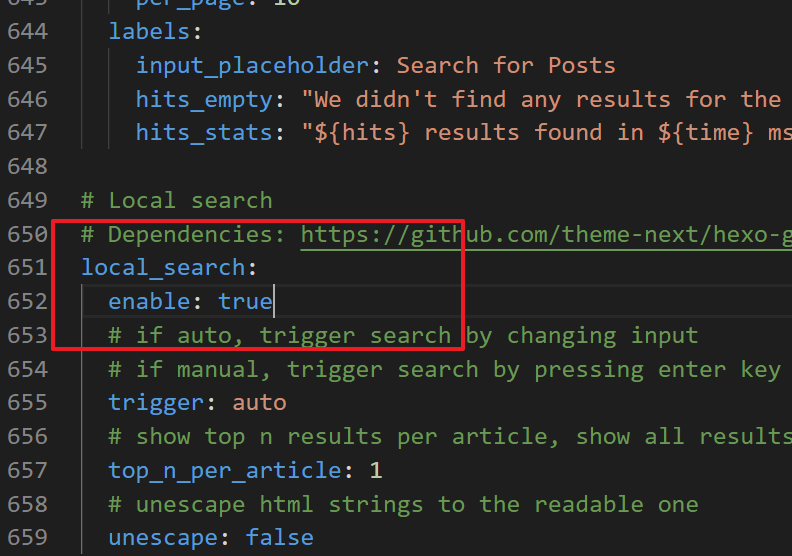 643 per_page: 10
644 labels:
645 input_placeholder: Search for Posts
646 hits_empty: "We didn't find any results for the
647 hits_stats: "${hits} results found in ${time} ms
648
649 # Local search
650 # Dependencies: https://github.com/theme-next/hexo-g
651 local_search:
652 enable: true
653 # if auto, trigger search by changing input
654 # if manual, trigger search by pressing enter key
655 trigger: auto
656 # show top n results per article, show all results
657 top_n_per_article: 1
658 # unescape html strings to the readable one
659 unescape: false